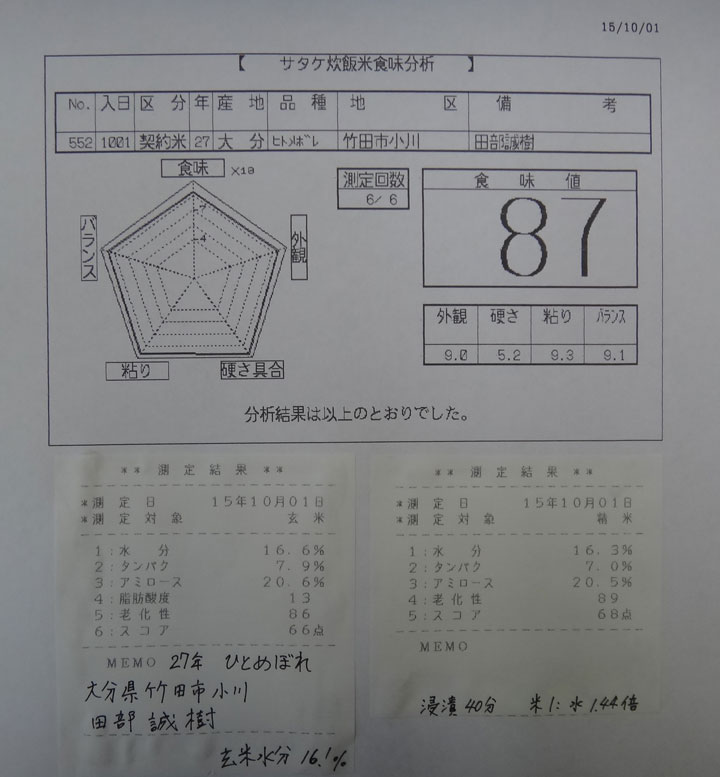 15/10/01
【 サタケ炊飯米食味分析 】
No. 入日 区分 年 産地 品種 地区 備考
552 1001 契約米 27 大分 ヒトメボレ 竹田市小川 田部誠樹
食味 ×10
7
4
バランス
外観
粘り
硬さ具合
測定回数
6/ 6
食味値
87
外観 硬さ 粘り バランス
9.0 5.2 9.3 9.1
分析結果は以上のとおりでした。
** 測定結果 **
*測定日 15年10月01日
*測定対象 玄米
1:水分 16.6%
2:タンパク 7.9%
3:アミロース 20.6%
4:脂肪酸度 13
5:老化性 86
6:スコア 66点
MEMO 27年 ひとめぼれ
大分県竹田市小川
田部 誠樹
玄米水分 16.1%
** 測定結果 **
*測定日 15年10月01日
*測定対象 精米
1:水分 16.3%
2:タンパク 7.0%
3:アミロース 20.5%
4:老化性 89
5:スコア 68点
MEMO
浸漬40分 米1:水1.44倍